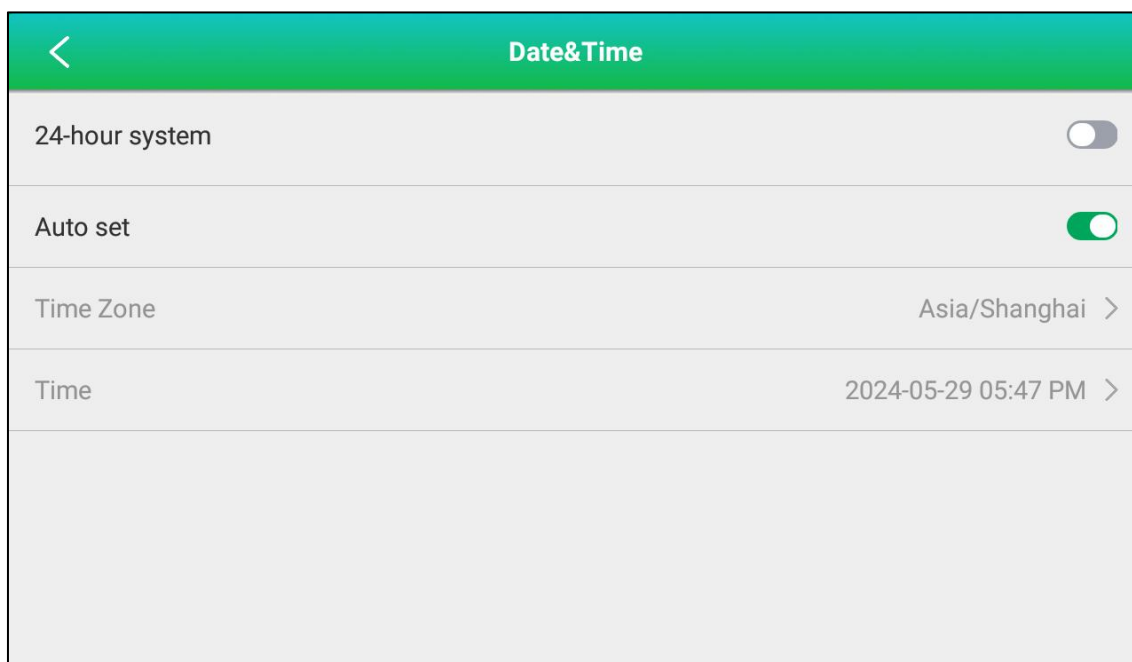 Date&Time
24-hour system
Auto set
Time Zone Asia/Shanghai
Time 2024-05-29 05:47 PM